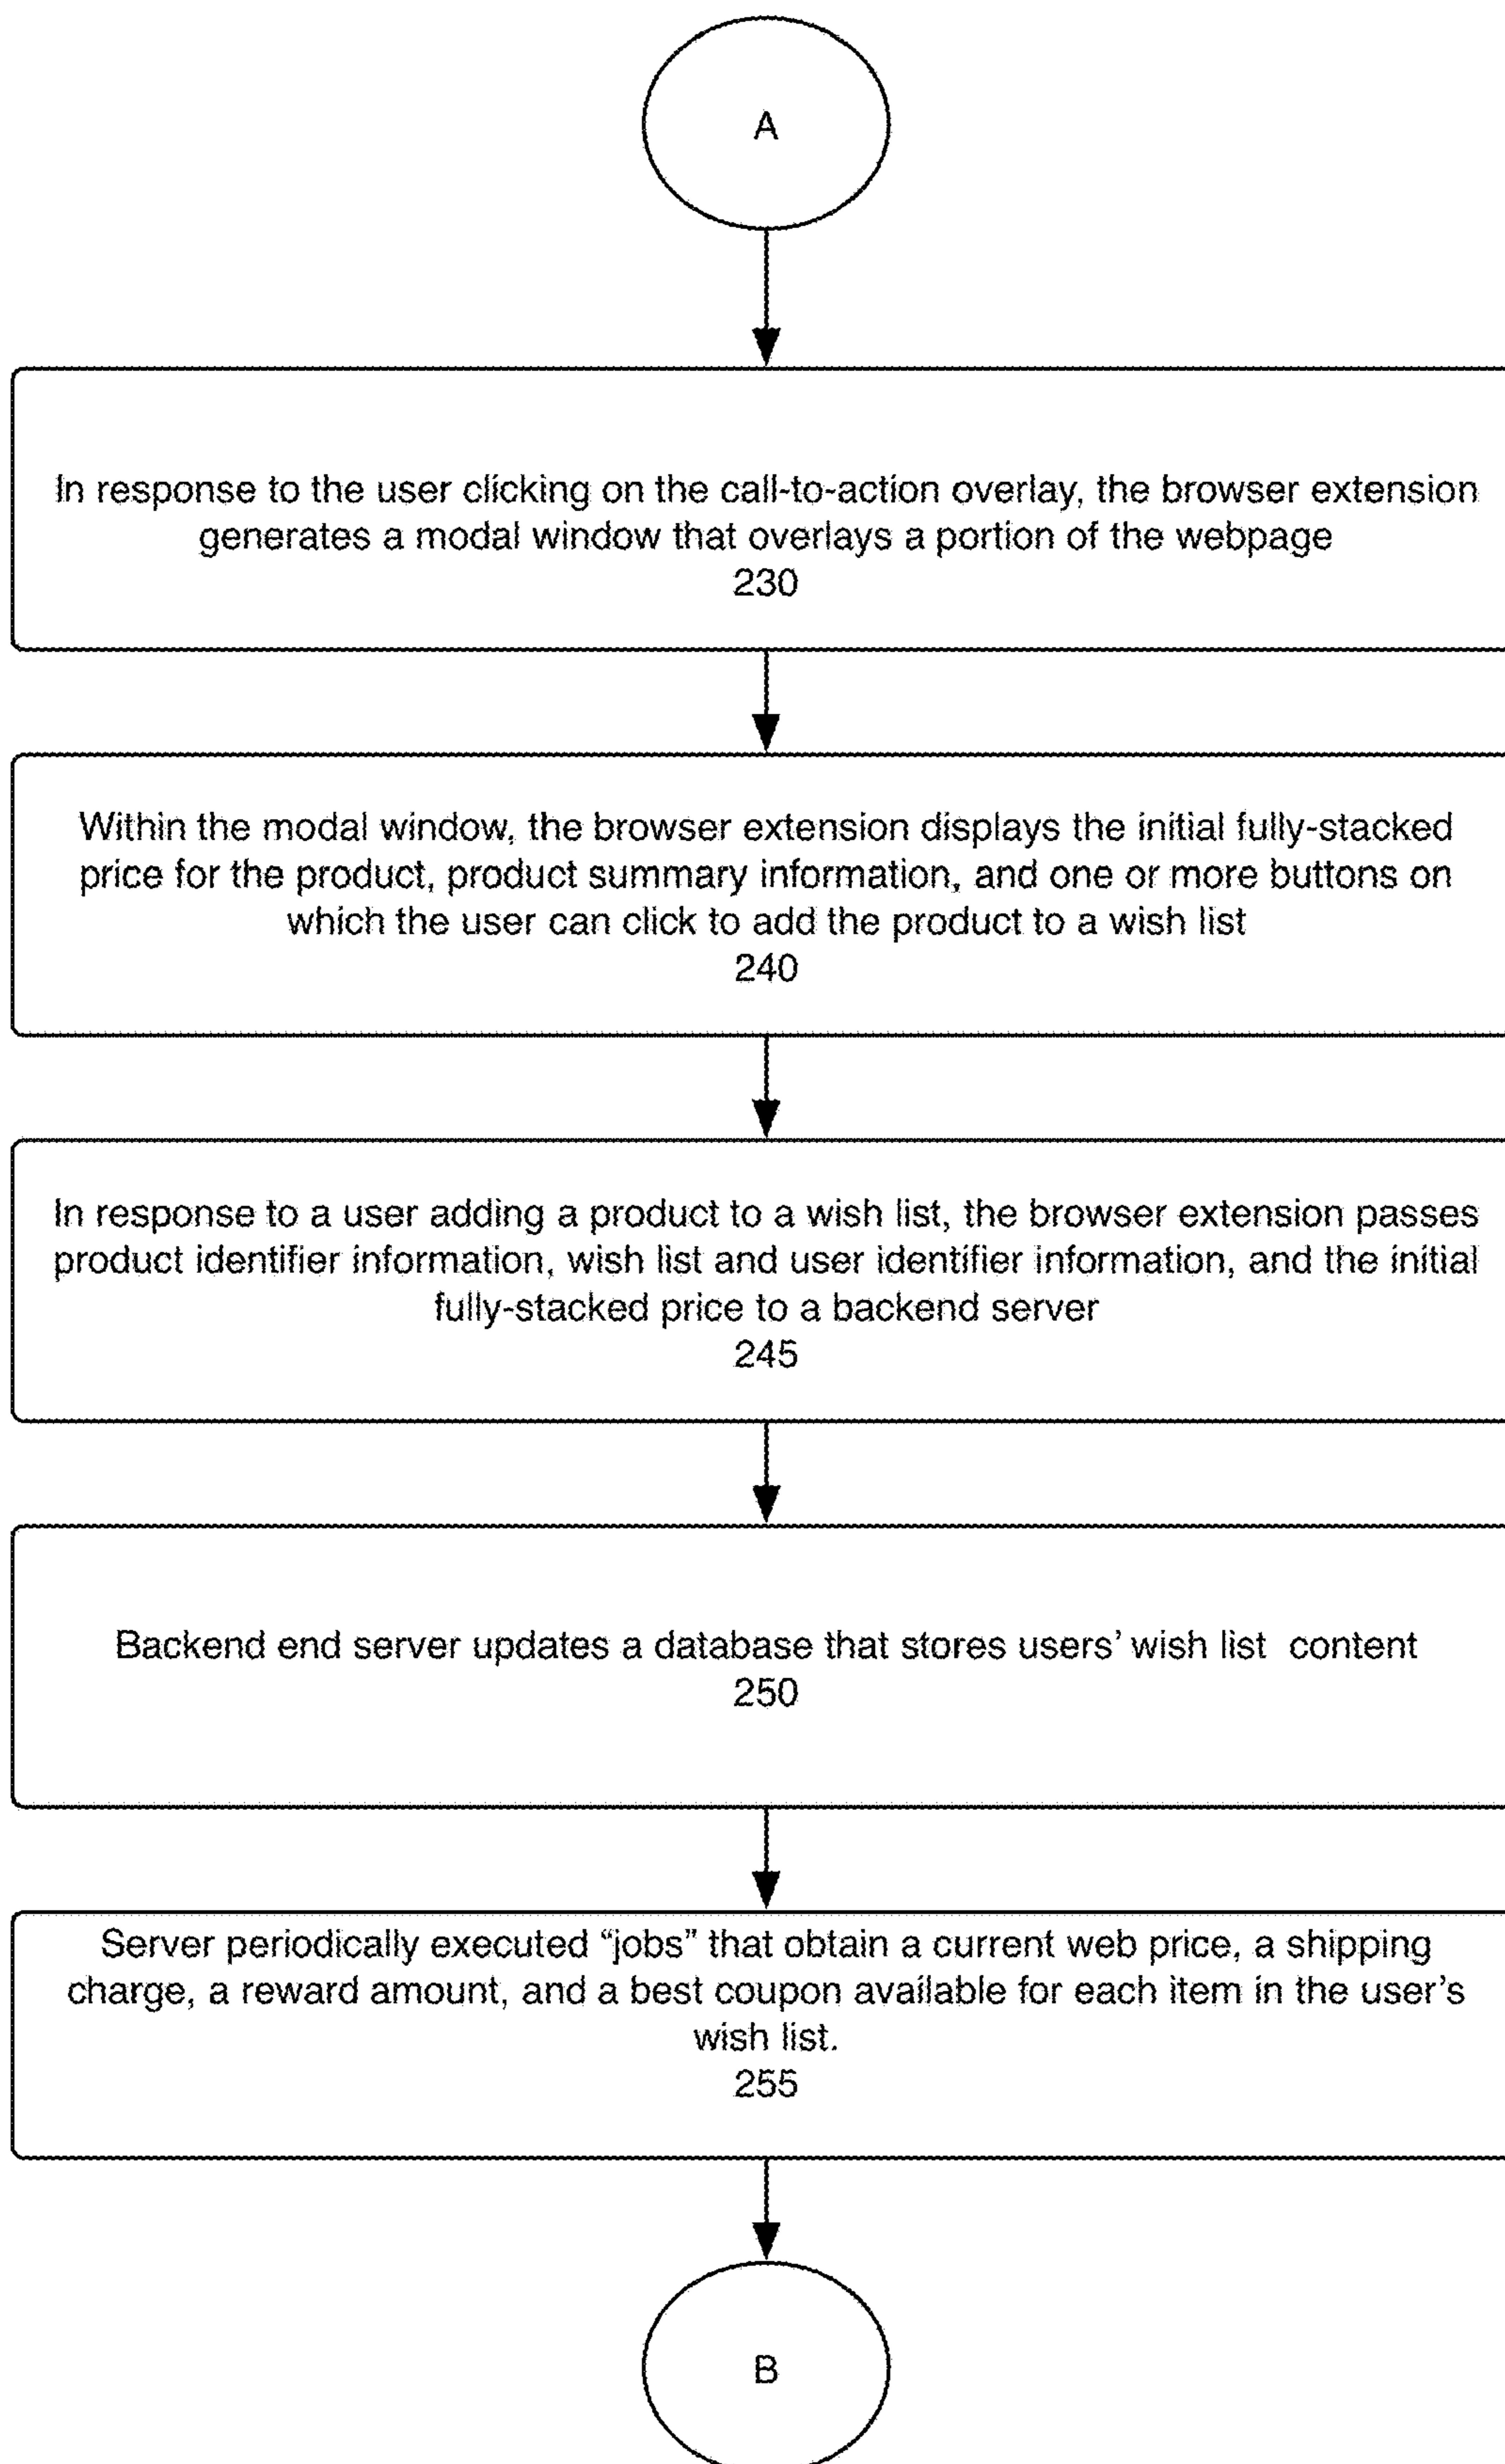 A
In response to the user clicking on the call-to-action overlay, the browser extension
generates a modal window that overlays a portion of the webpage
230
Within the modal window, the browser extension displays the initial fully-stacked
price for the product, product summary information, and one or more buttons on
which the user can click to add the product to a wish list
240
In response to a user adding a product to a wish list, the browser extension passes
product identifier information, wish list and user identifier information, and the initial
fully-stacked price to a backend server
245
Backend end server updates a database that stores users’ wish list  content
250
Server periodically executed “jobs” that obtain a current web price, a shipping
charge, a reward amount, and a best coupon available for each item in the user’s
wish list.
255
B